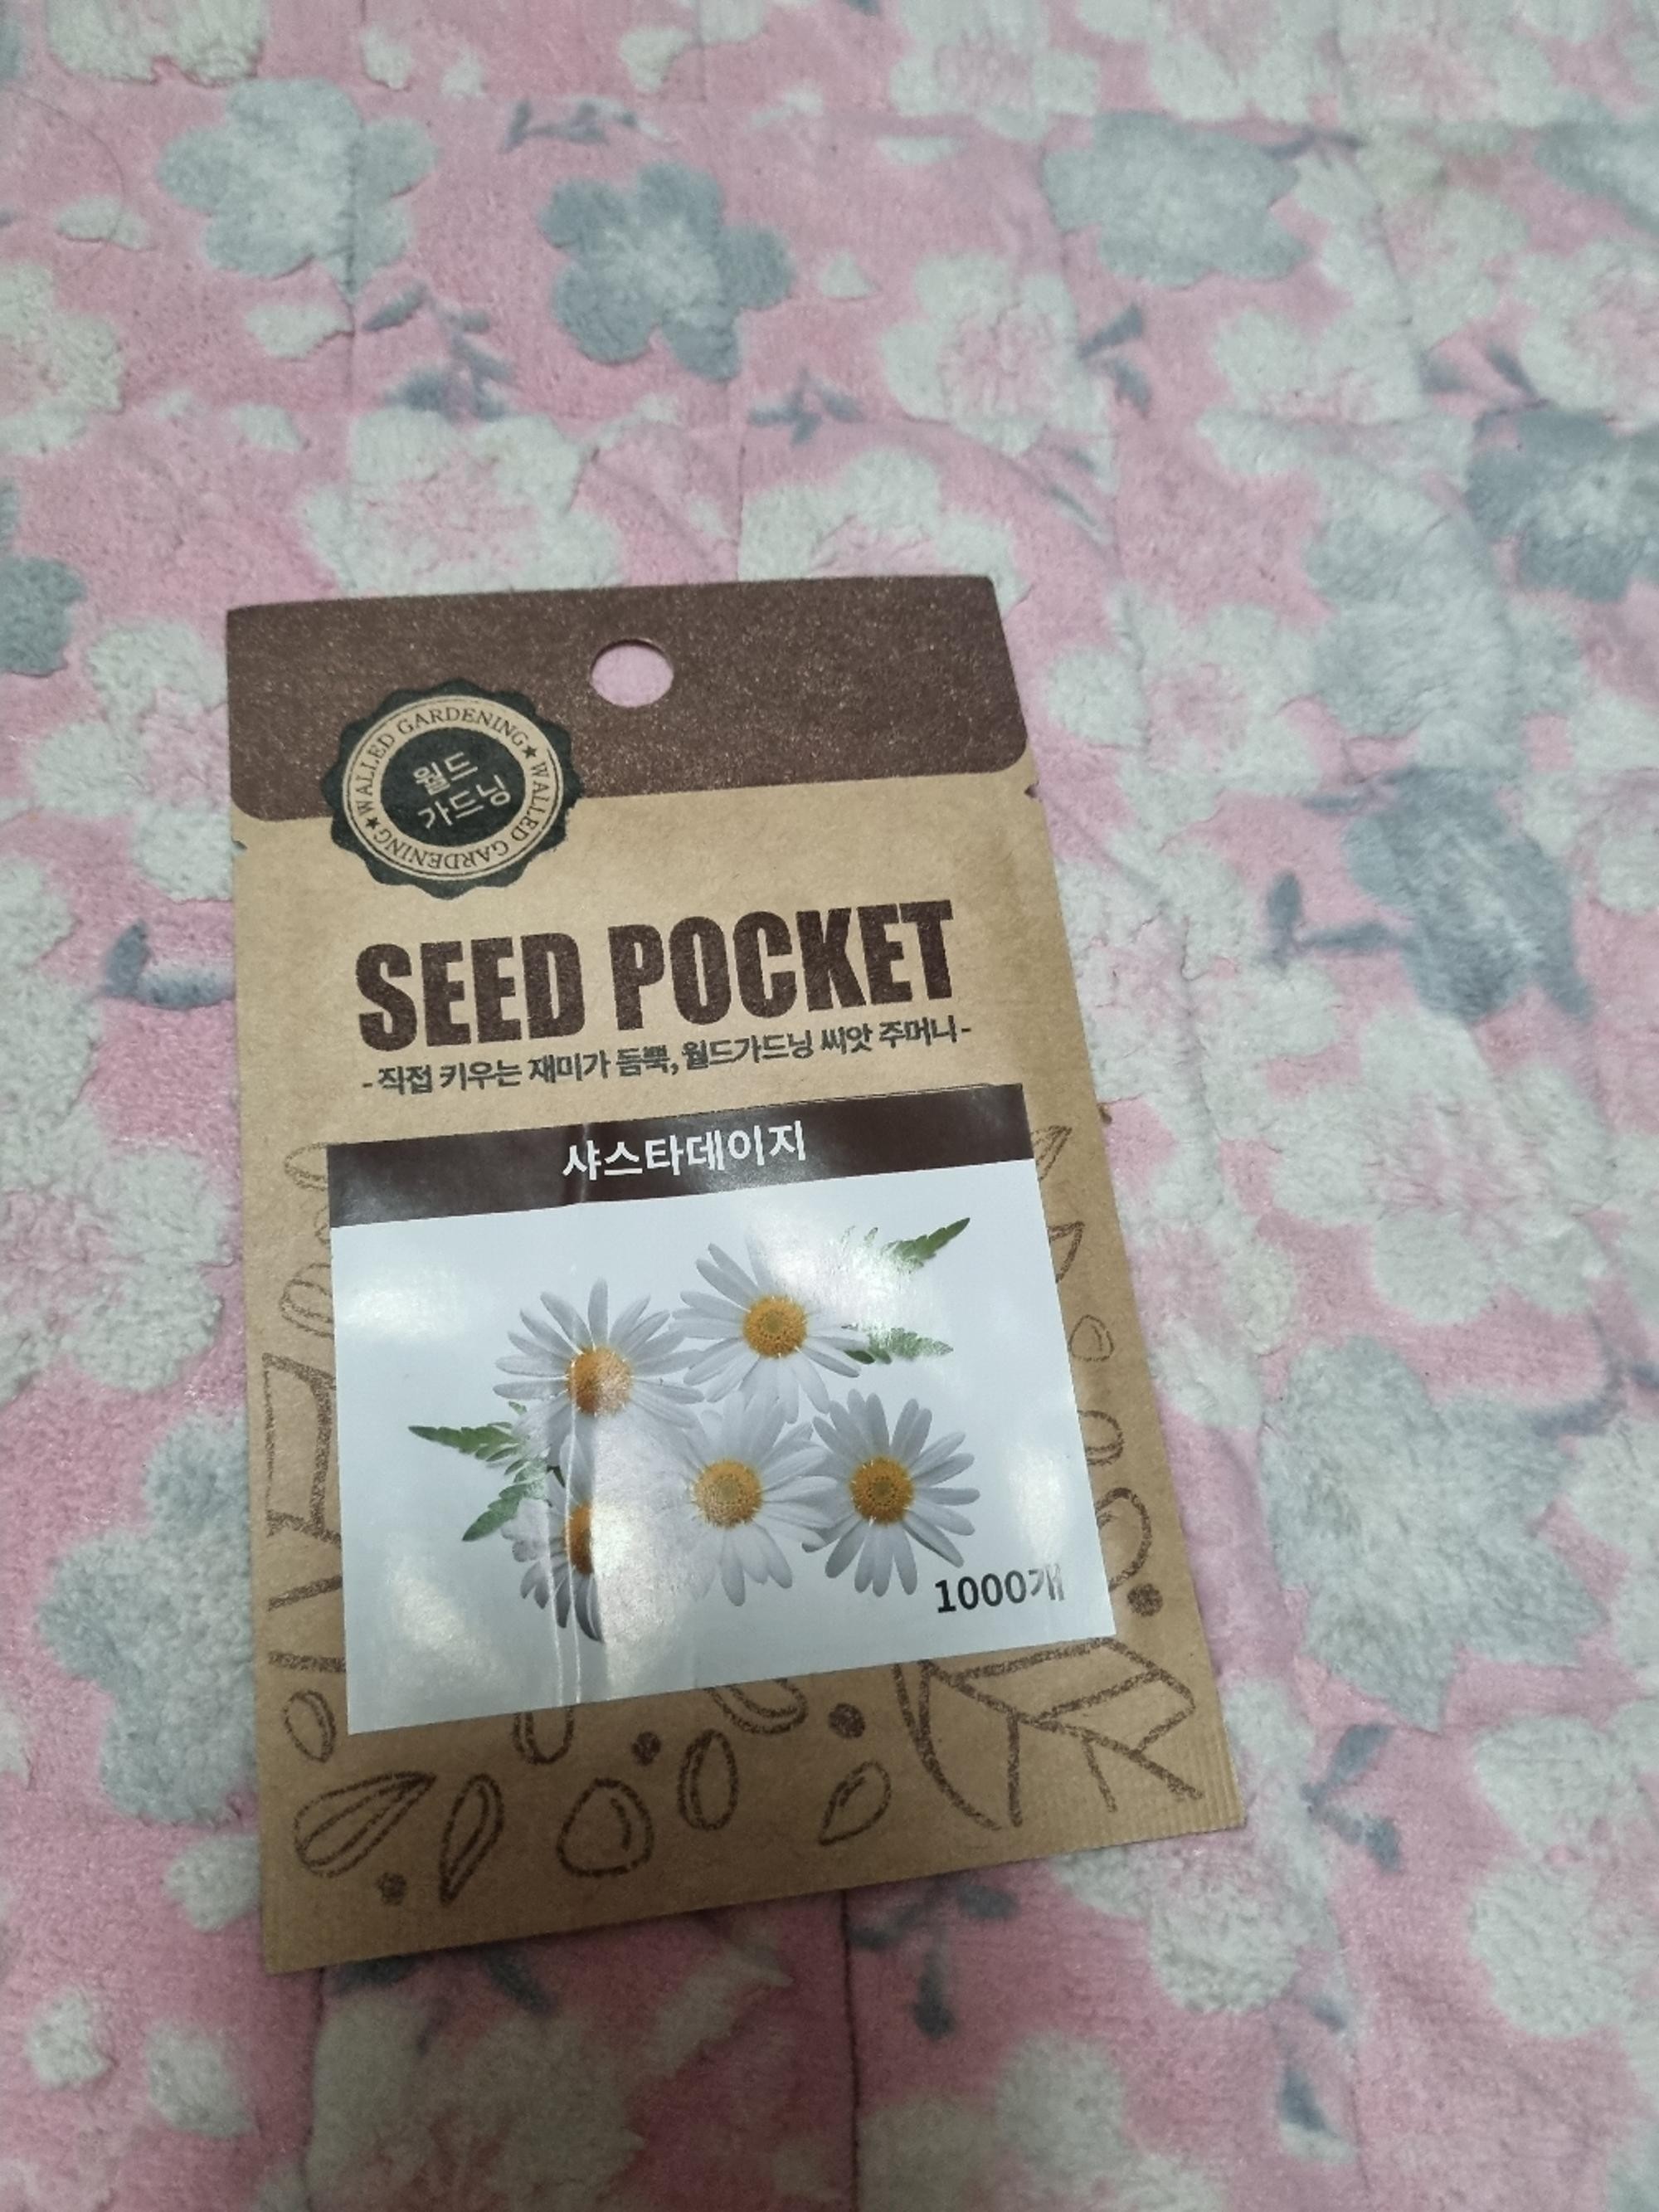 ★ WALLED GARDENING ★ WALLED GARDENING
월드
가드닝
SEED POCKET
- 직접 키우는 재미가 듬뿍, 월드가드닝 씨앗 주머니 -
샤스타데이지
1000개